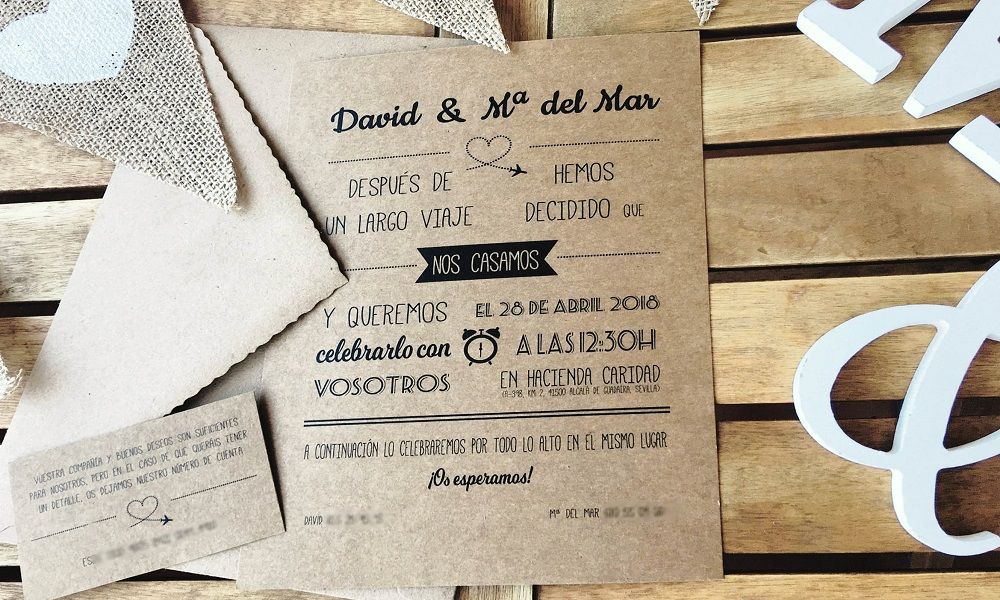 David & Mª del Mar
DESPUÉS DE HEMOS
UN LARGO VIAJE DECIDIDO QUE
NOS CASAMOS
Y QUEREMOS EL 28 DE ABRIL 2018
celebrarlo con A LAS 12:30H
VOSOTROS EN HACIENDA CARIDAD
(A-398, KM 2, 41500 ALCALÁ DE GUADAÍRA, SEVILLA)
A CONTINUACIÓN LO CELEBRAREMOS POR TODO LO ALTO EN EL MISMO LUGAR
¡Os esperamos!
DAVID
Mª DEL MAR
VUESTRA COMPAÑÍA Y BUENOS DESEOS SON SUFICIENTES
PARA NOSOTROS, PERO EN EL CASO DE QUE QUERAIS TENER
UN DETALLE, OS DEJAMOS NUESTRO NÚMERO DE CUENTA
ES